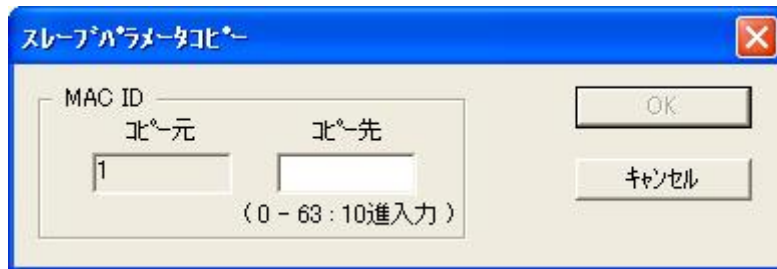 ｽﾚｰﾌﾞﾊﾟﾗﾒｰﾀｺﾋﾟｰ
MAC ID
ｺﾋﾟｰ元 ｺﾋﾟｰ先
1
(0 - 63 : 10進入力)
OK
ｷｬﾝｾﾙ